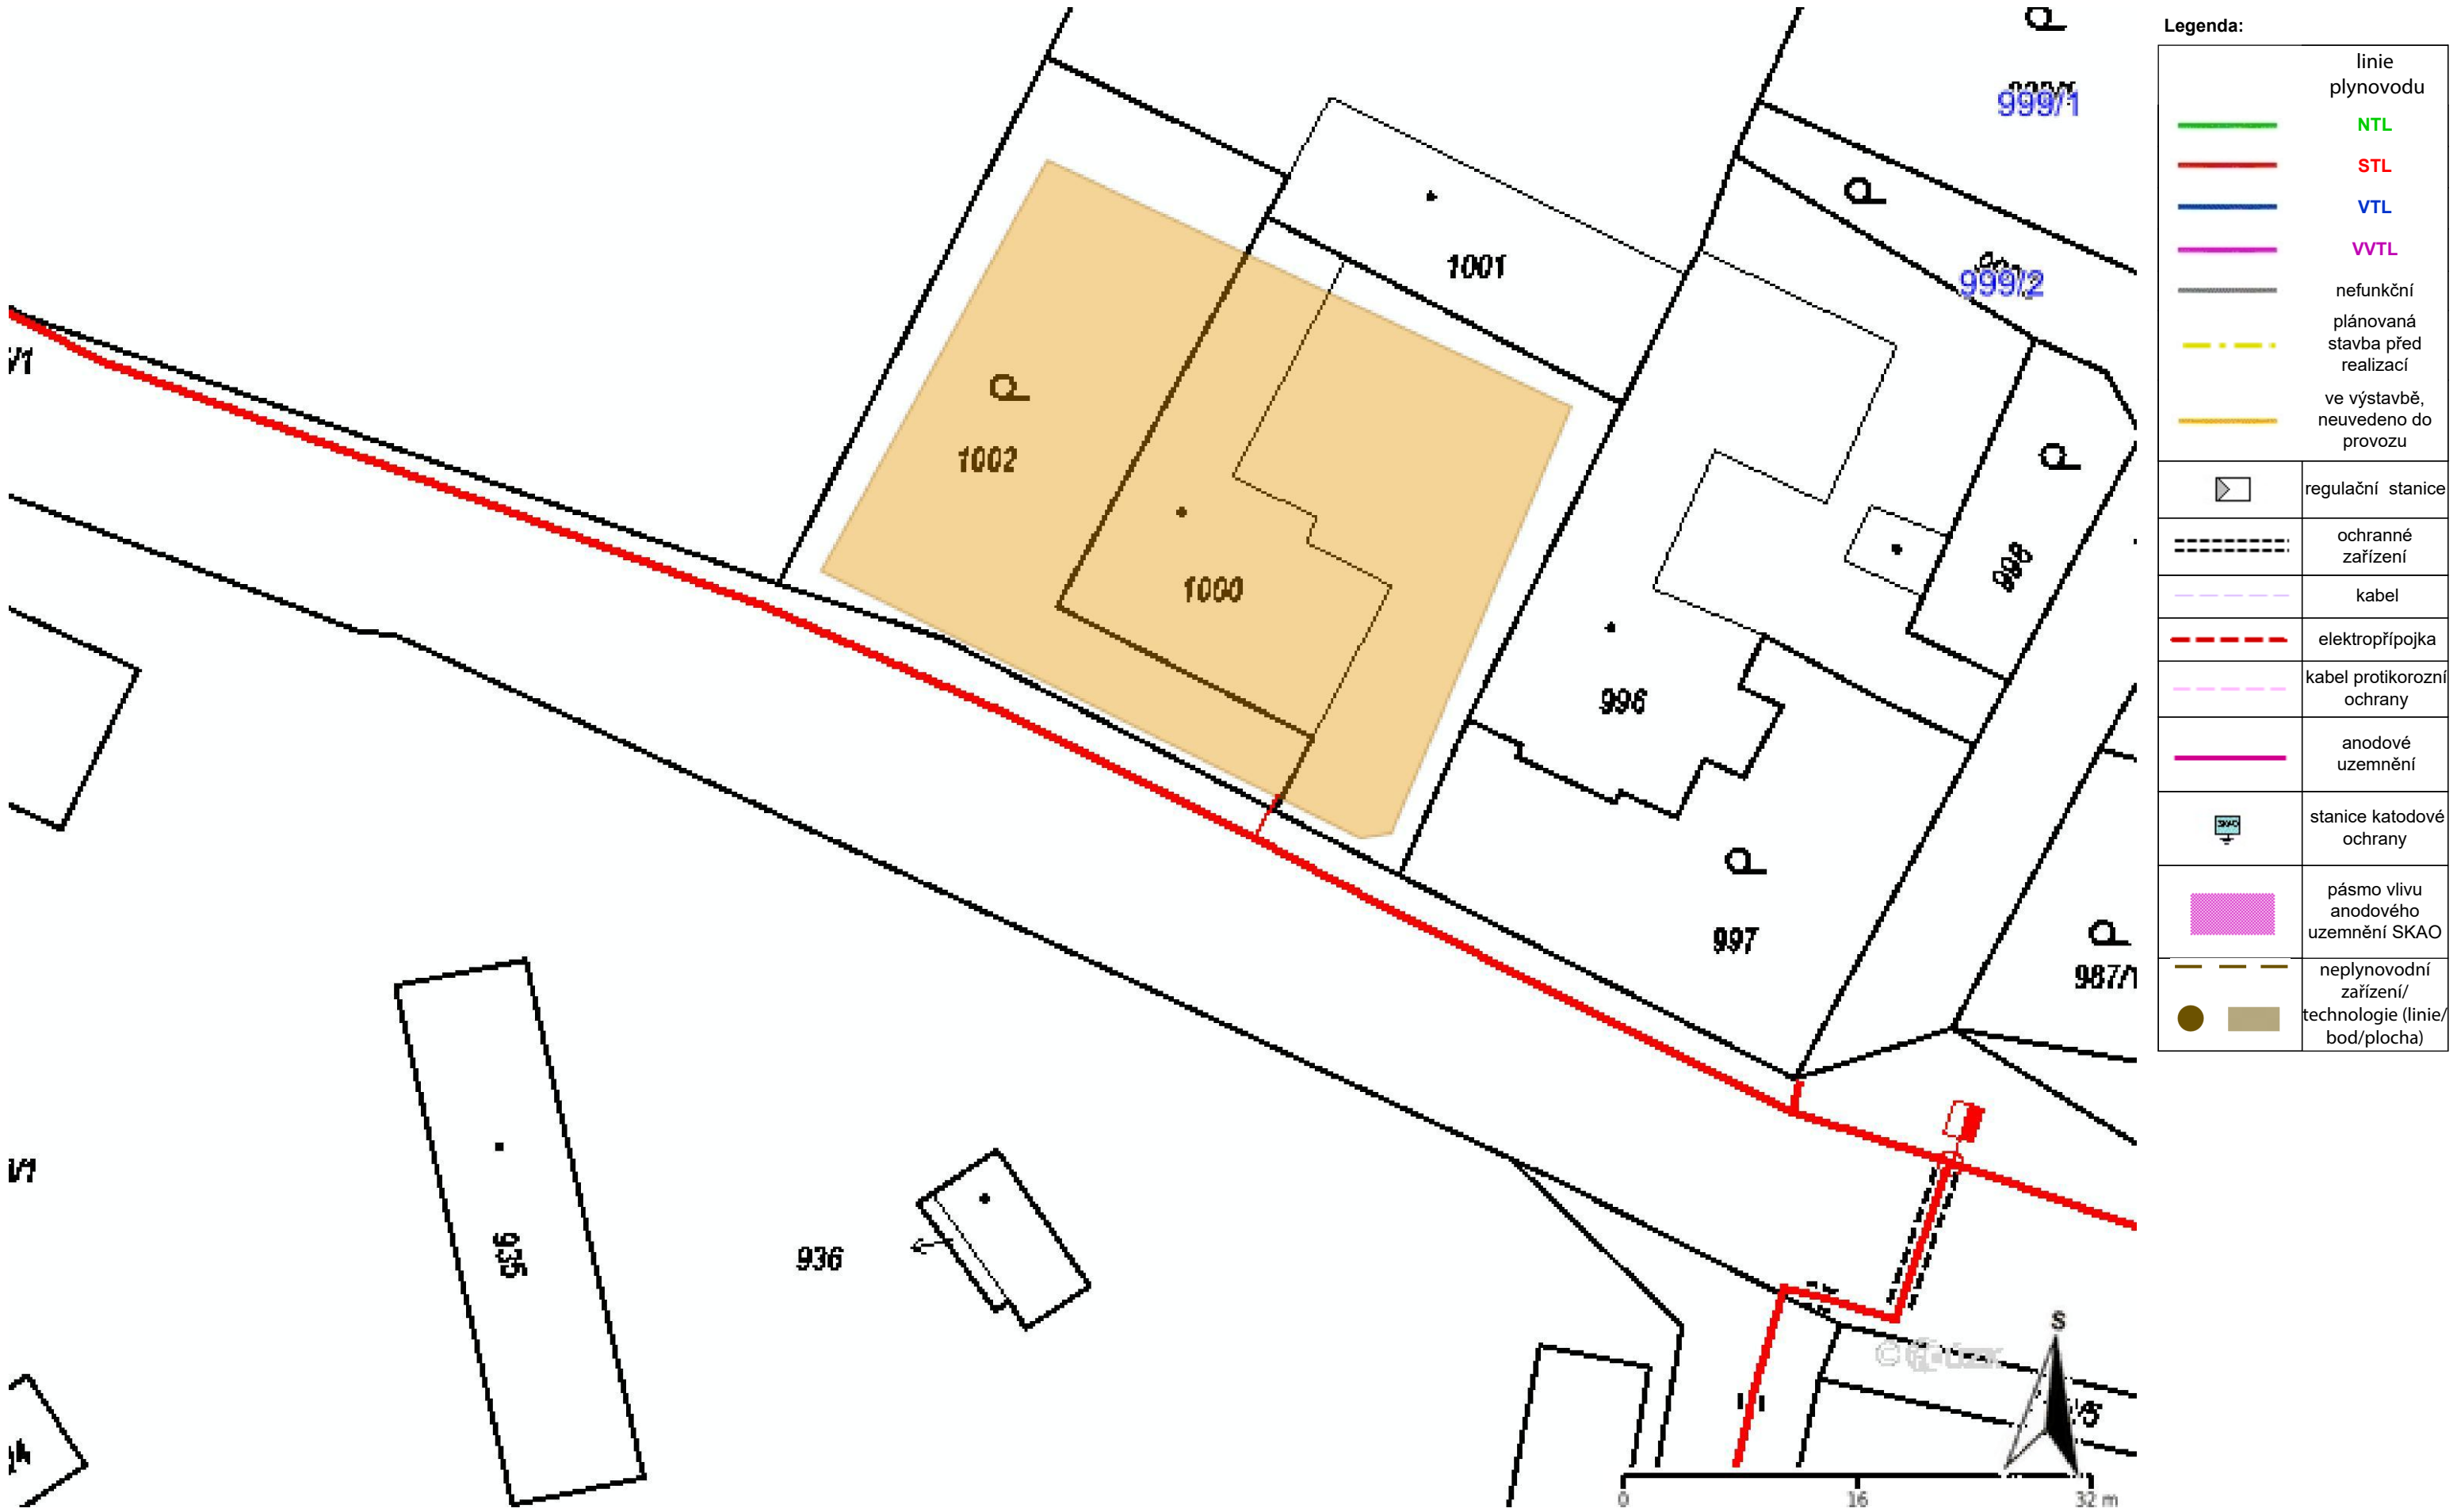 999/1
1001
999/2
1002
1000
998
996
997
987/1
935
936
S
0 16 32 m
Legenda:
linie
plynovodu
NTL
STL
VTL
VVTL
nefunkční
plánovaná
stavba před
realizací
ve výstavbě,
neuvedeno do
provozu
regulační stanice
ochranné
zařízení
kabel
elektropřípojka
kabel protikorozní
ochrany
anodové
uzemnění
SKAO
stanice katodové
ochrany
pásmo vlivu
anodového
uzemnění SKAO
neplynovodní
zařízení/
technologie (linie/
bod/plocha)